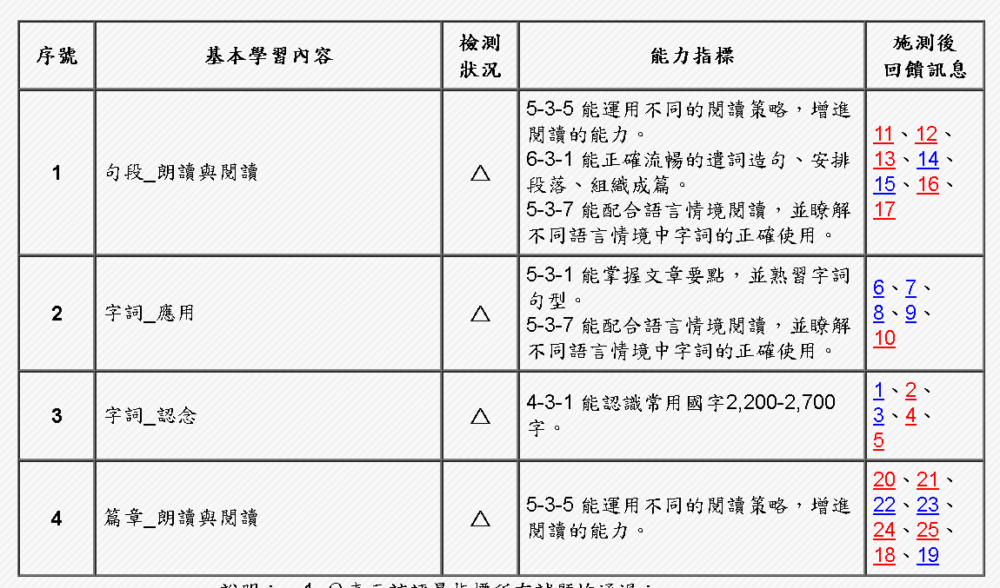 序號 基本學習內容 檢測狀況 能力指標 施測後回饋訊息
1 句段_朗讀與閱讀 △
5-3-5 能運用不同的閱讀策略，增進
閱讀的能力。
6-3-1 能正確流暢的遣詞造句、安排
段落、組織成篇。
5-3-7 能配合語言情境閱讀，並瞭解
不同語言情境中字詞的正確使用。
11、12、
13、14、
15、16、
17
2 字詞_應用 △
5-3-1 能掌握文章要點，並熟習字詞
句型。
5-3-7 能配合語言情境閱讀，並瞭解
不同語言情境中字詞的正確使用。
6、7、
8、9、
10
3 字詞_認念 △
4-3-1 能認識常用國字2,200-2,700
字。
1、2、
3、4、
5
4 篇章_朗讀與閱讀 △
5-3-5 能運用不同的閱讀策略，增進
閱讀的能力。
20、21、
22、23、
24、25、
18、19